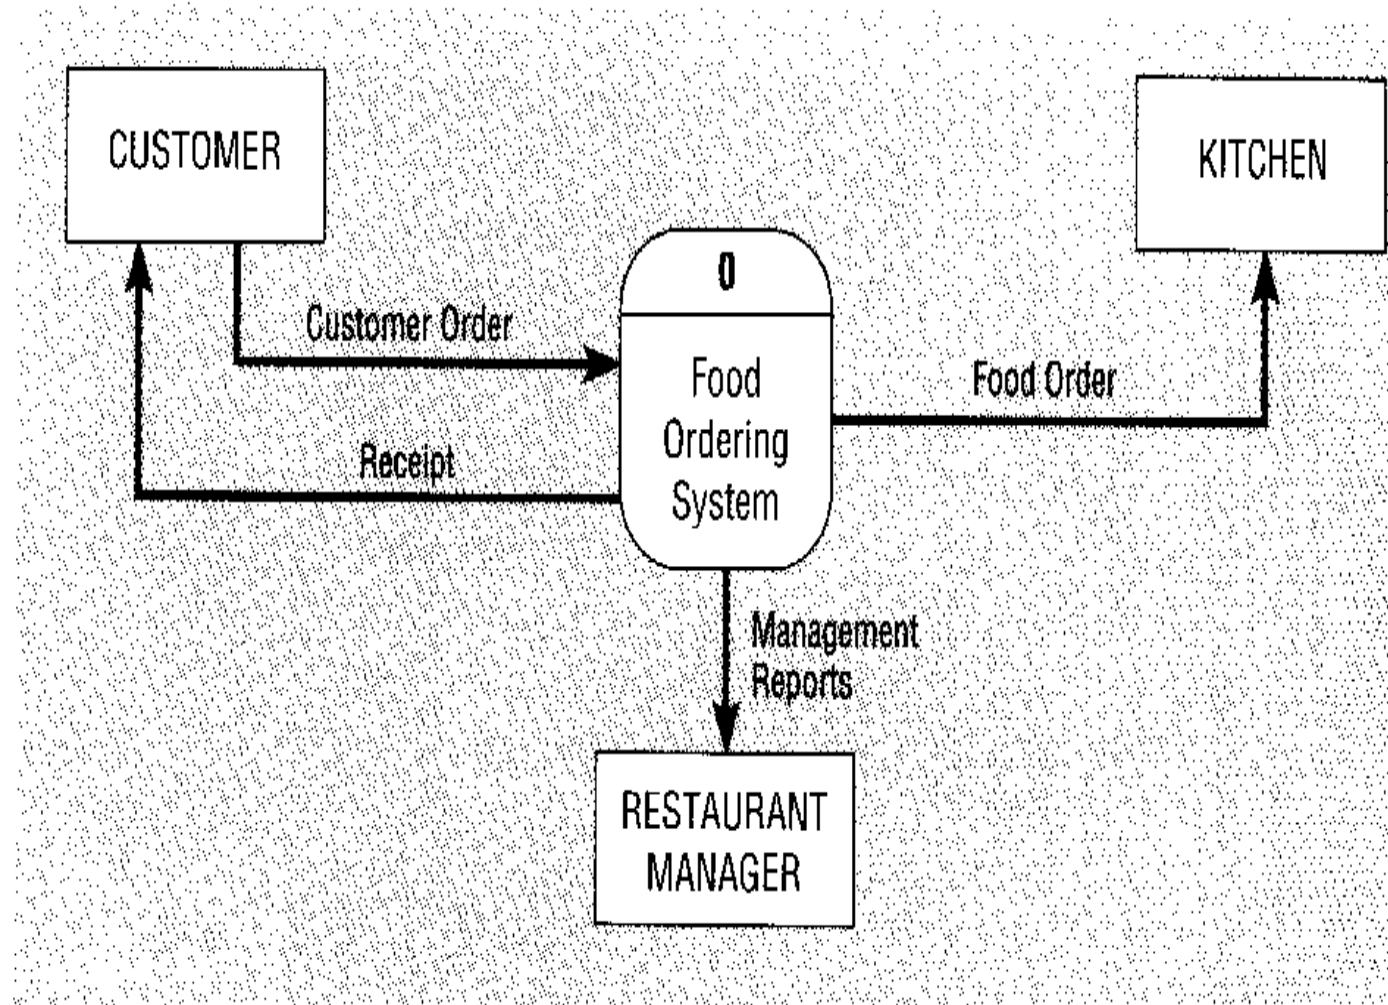 CUSTOMER
KITCHEN
0
Customer Order
Food
Ordering
System
Food Order
Receipt
Management
Reports
RESTAURANT
MANAGER